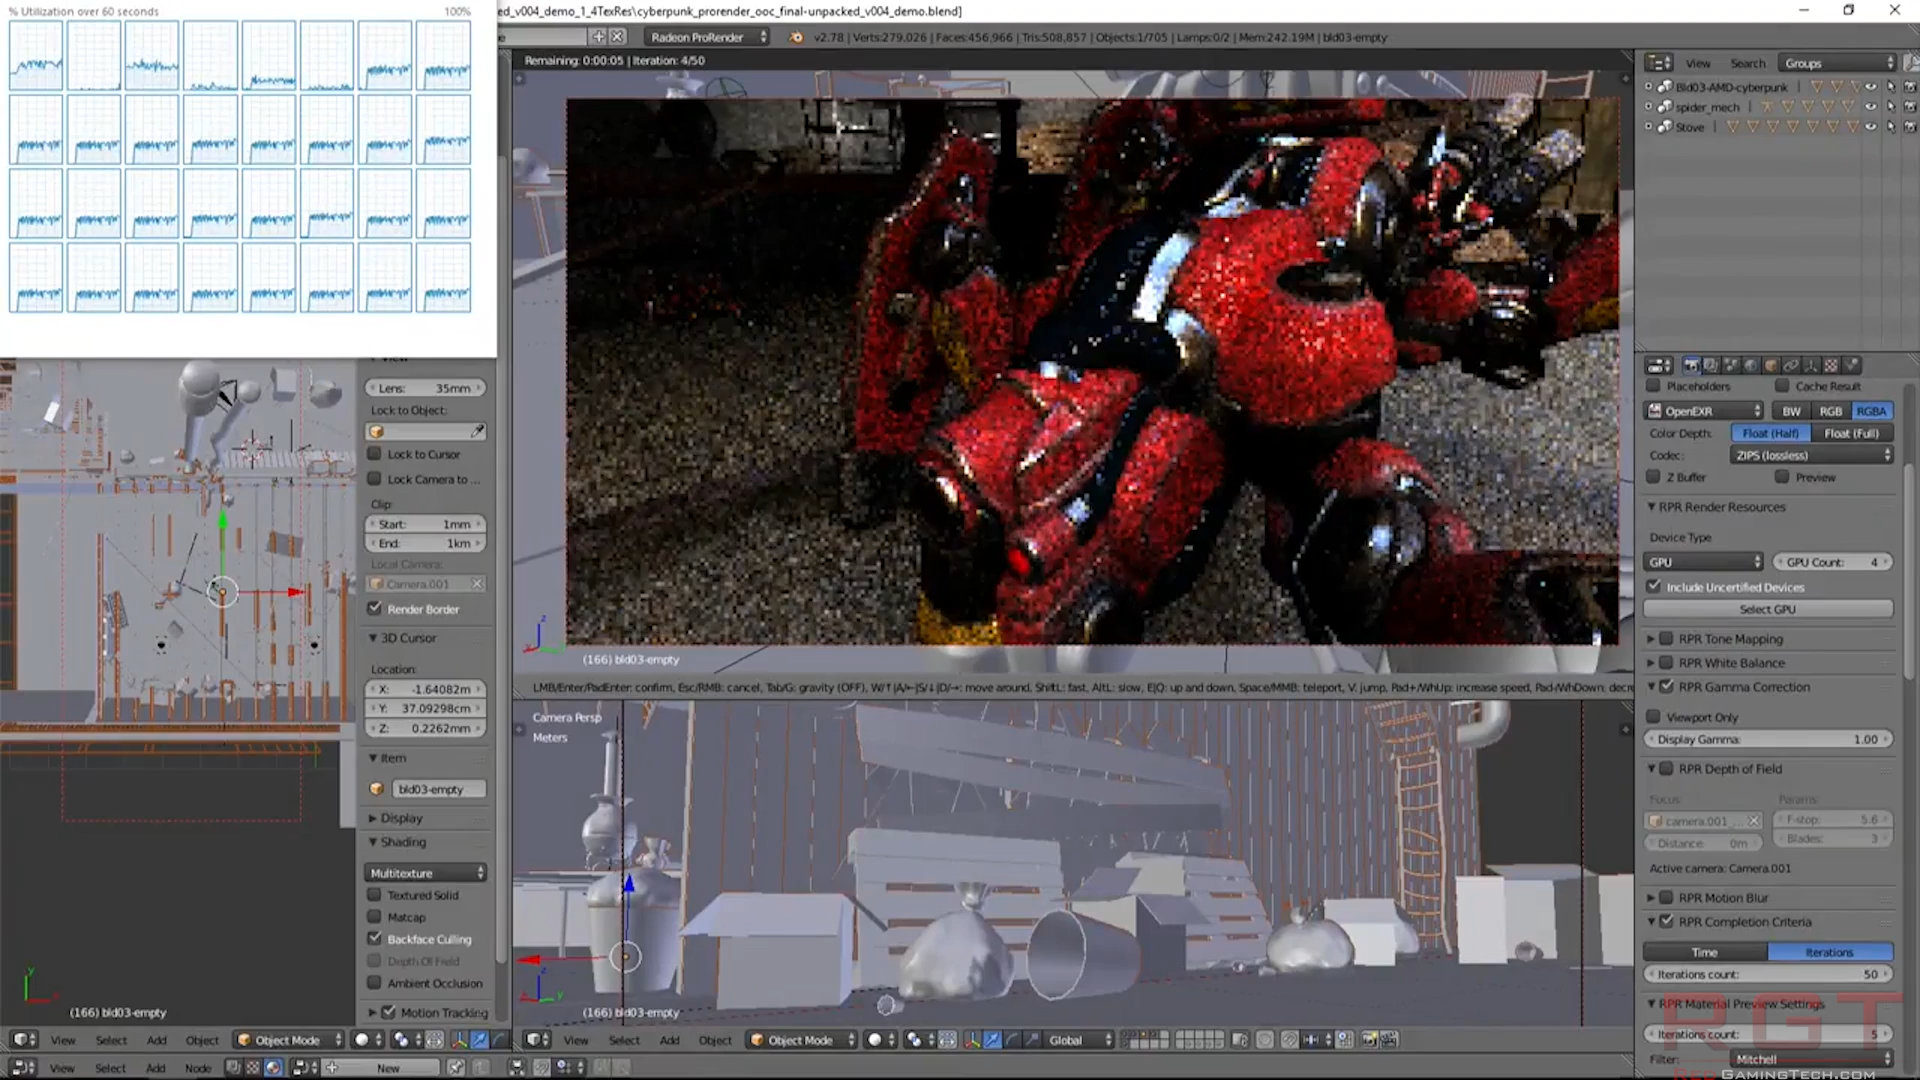 % Utilization over 60 seconds 100%
ed_v004_demo_1_4TexRes\cyberpunk_prorender_ooc_final-unpacked_v004_demo.blend]
Radeon ProRender
v2.78 | Verts:279,026 | Faces:456,966 | Tris:508,857 | Objects:1/705 | Lamps:0/2 | Mem:242.19M | bld03-empty
Remaining: 0:00:05 | Iteration: 4/50
View Search Groups
Bld03-AMD-cyberpunk
spider_mech
Stove
(166) bld03-empty
LMB/Enter/PadEnter: confirm, Esc/RMB: cancel, Tab/G: gravity (OFF), W/↑|A/←|S/↓|D/→: move around, ShiftL: fast, AltL: slow, E|Q: up and down, Space/MMB: teleport, V: jump, Pad+/WhUp: increase speed, Pad-/WhDown: decre
View
Lens: 35mm
Lock to Object:
Lock to Cursor
Lock Camera to ...
Clip:
Start: 1mm
End: 1km
Local Camera:
Camera.001
Render Border
3D Cursor
Location:
X: -1.64082m
Y: 37.09298cm
Z: 0.2262mm
Item
bld03-empty
Display
Shading
Multitexture
Textured Solid
Matcap
Backface Culling
Depth Of Field
Ambient Occlusion
Motion Tracking
(166) bld03-empty
Camera Persp
Meters
(166) bld03-empty
Placeholders Cache Result
OpenEXR BW RGB RGBA
Color Depth: Float (Half) Float (Full)
Codec: ZIPS (lossless)
Z Buffer Preview
RPR Render Resources
Device Type
GPU GPU Count: 4
Include Uncertified Devices
Select GPU
RPR Tone Mapping
RPR White Balance
RPR Gamma Correction
Viewport Only
Display Gamma: 1.00
RPR Depth of Field
Focus: Params:
camera.001 ... F-stop: 5.6
Distance: 0m Blades: 3
Active camera: Camera.001
RPR Motion Blur
RPR Completion Criteria
Time Iterations
Iterations count: 50
RPR Material Preview Settings
Iterations count: 5
Filter: Mitchell
View Select Add Object Object Mode
View Select Add Object Object Mode Global
View Select Add Node New
RGT
REDGAMINGTECH.COM